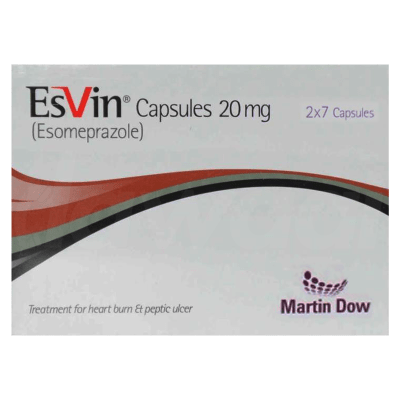 EsVin® Capsules 20mg 2x7 Capsules
(Esomeprazole)
Treatment for heart burn & peptic ulcer
Martin Dow